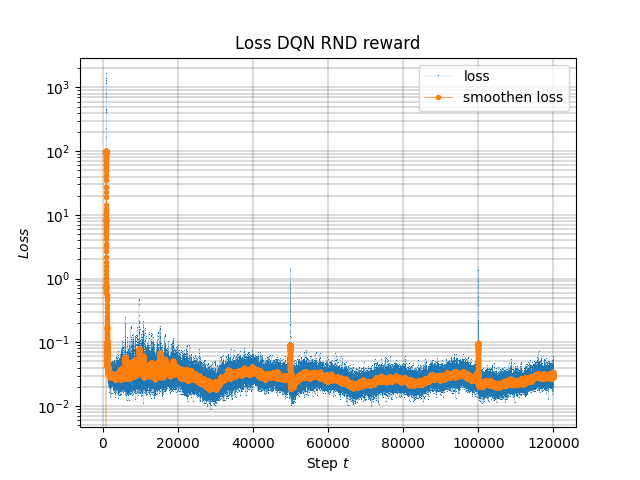 Loss DQN RND reward
loss
smoothen loss
10³
10²
10¹
10⁰
10⁻¹
10⁻²
Loss
0 20000 40000 60000 80000 100000 120000
Step t